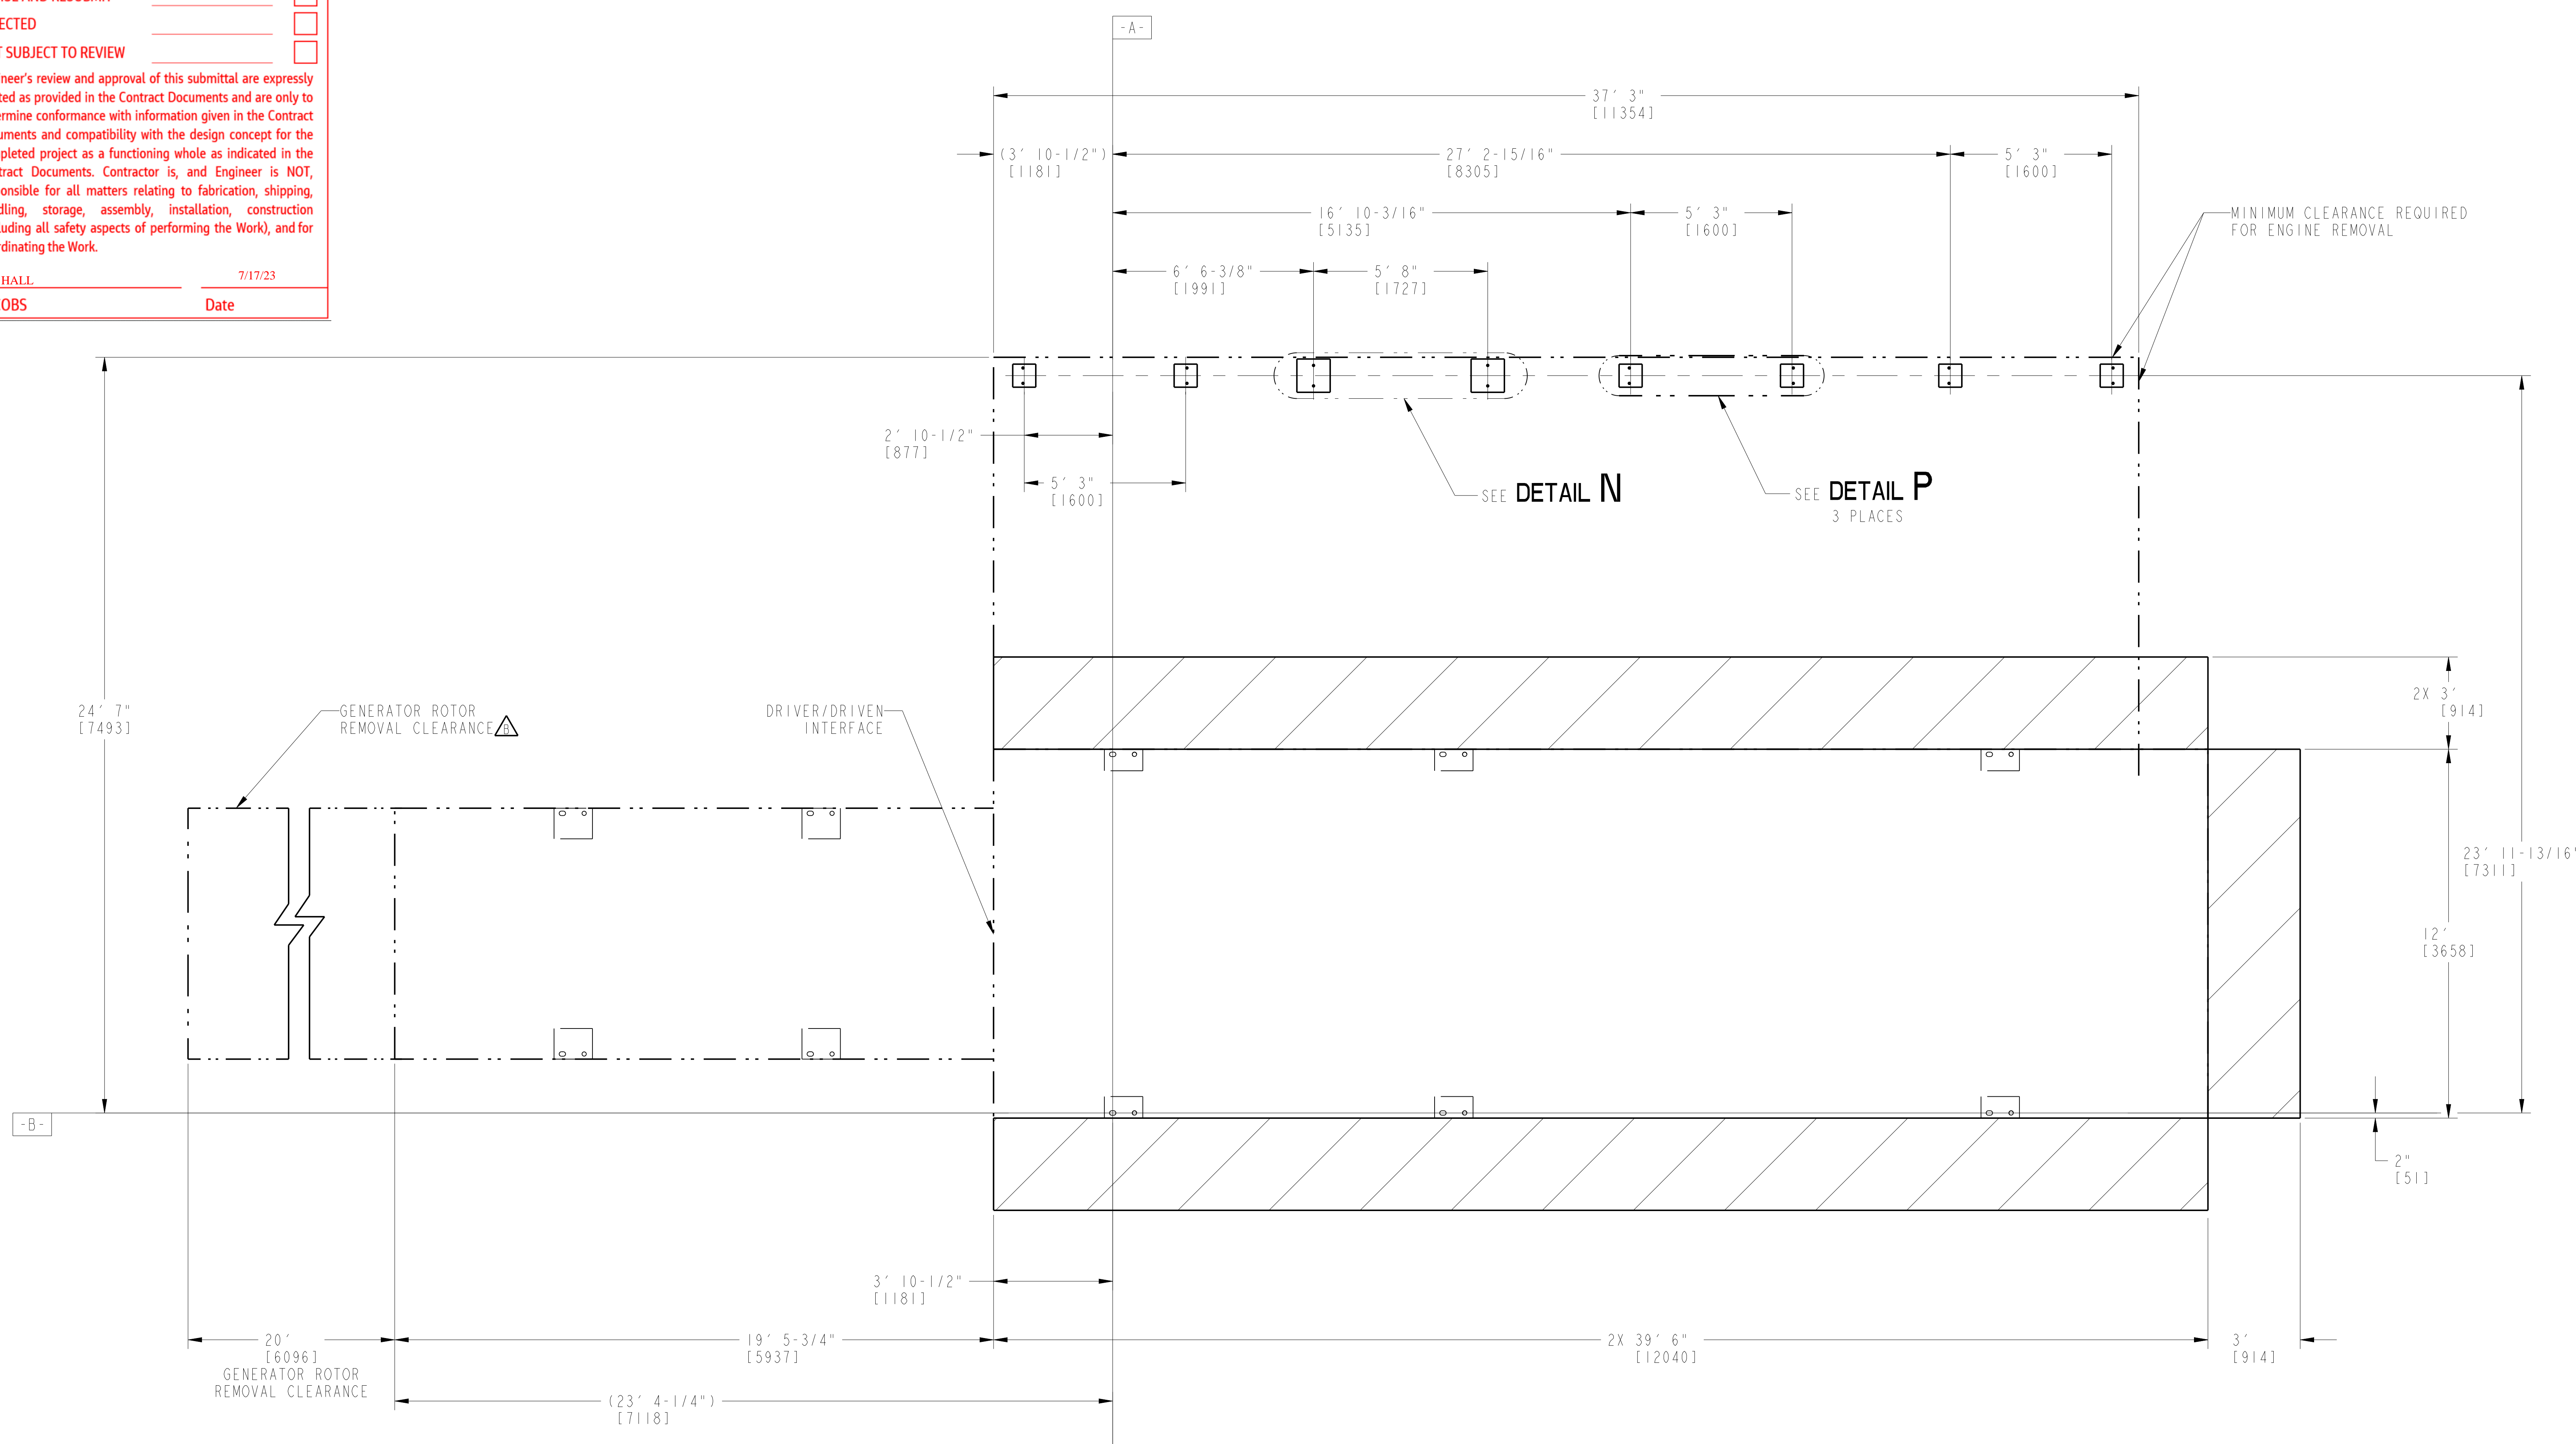 ECTED
T SUBJECT TO REVIEW
neer's review and approval of this submittal are expressly
ted as provided in the Contract Documents and are only to
ermine conformance with information given in the Contract
uments and compatibility with the design concept for the
pleted project as a functioning whole as indicated in the
tract Documents. Contractor is, and Engineer is NOT,
onsible for all matters relating to fabrication, shipping,
dling, storage, assembly, installation, construction
luding all safety aspects of performing the Work), and for
rdinating the Work.
HALL
7/17/23
OBS
Date
-A-
37' 3"
[11354]
(3' 10-1/2")
[1181]
27' 2-15/16"
[8305]
5' 3"
[1600]
16' 10-3/16"
[5135]
5' 3"
[1600]
MINIMUM CLEARANCE REQUIRED
FOR ENGINE REMOVAL
6' 6-3/8"
[1991]
5' 8"
[1727]
2' 10-1/2"
[877]
5' 3"
[1600]
SEE DETAIL N
SEE DETAIL P
3 PLACES
24' 7"
[7493]
GENERATOR ROTOR
REMOVAL CLEARANCE B
DRIVER/DRIVEN
INTERFACE
2X 3'
[914]
23' 11-13/16"
[7311]
12'
[3658]
-B-
2"
[51]
3' 10-1/2"
[1181]
20'
[6096]
GENERATOR ROTOR
REMOVAL CLEARANCE
19' 5-3/4"
[5937]
2X 39' 6"
[12040]
3'
[914]
(23' 4-1/4")
[7118]